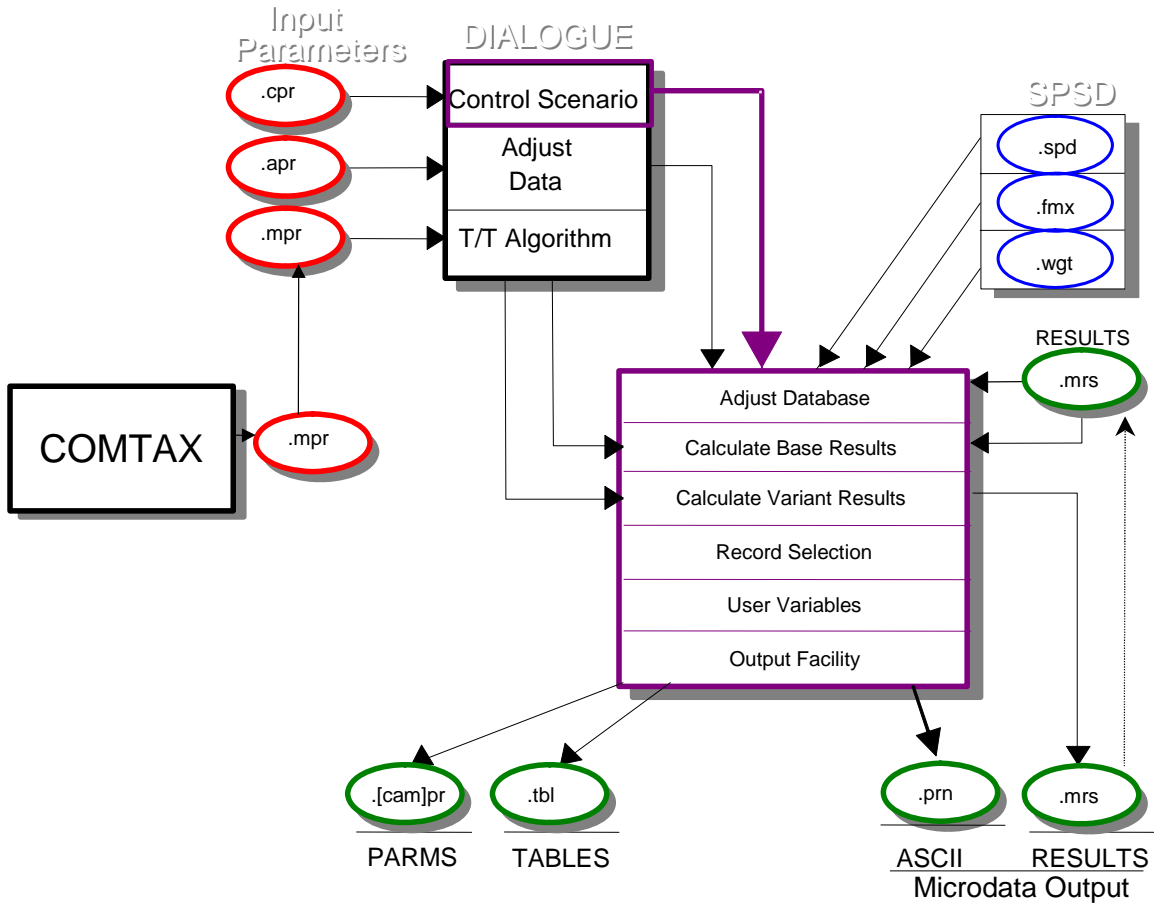 Input
Parameters
DIALOGUE
.cpr
Control Scenario
SPSD
.apr
Adjust
Data
.spd
.mpr
T/T Algorithm
.fmx
.wgt
RESULTS
.mrs
COMTAX
.mpr
Adjust Database
Calculate Base Results
Calculate Variant Results
Record Selection
User Variables
Output Facility
.[cam]pr
.tbl
.prn
.mrs
PARMS
TABLES
ASCII
RESULTS
Microdata Output